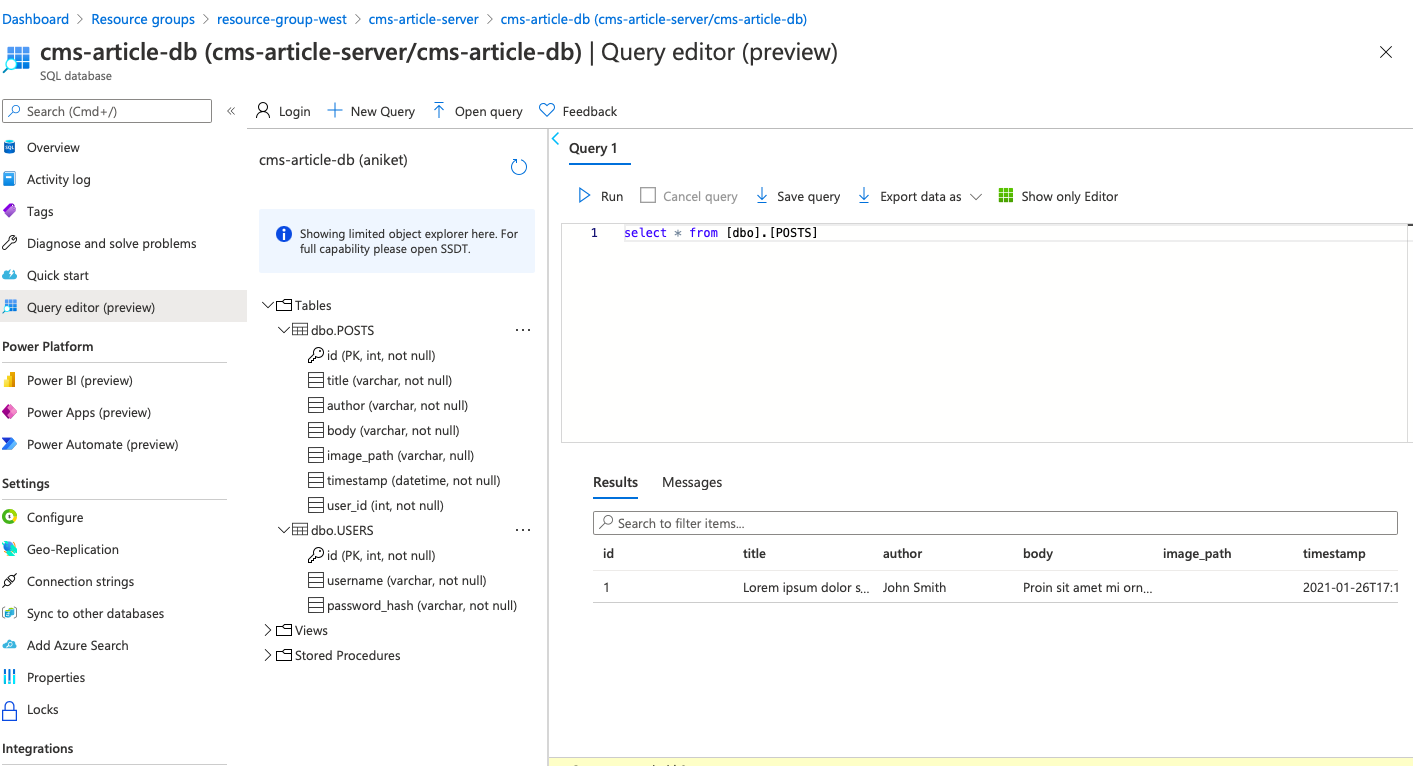 Dashboard > Resource groups > resource-group-west > cms-article-server > cms-article-db (cms-article-server/cms-article-db)
cms-article-db (cms-article-server/cms-article-db) | Query editor (preview)
SQL database
Search (Cmd+/)
«
Overview
Activity log
Tags
Diagnose and solve problems
Quick start
Query editor (preview)
Power Platform
Power BI (preview)
Power Apps (preview)
Power Automate (preview)
Settings
Configure
Geo-Replication
Connection strings
Sync to other databases
Add Azure Search
Properties
Locks
Integrations
Login New Query Open query Feedback
cms-article-db (aniket)
Showing limited object explorer here. For
full capability please open SSDT.
Tables
dbo.POSTS ...
id (PK, int, not null)
title (varchar, not null)
author (varchar, not null)
body (varchar, not null)
image_path (varchar, null)
timestamp (datetime, not null)
user_id (int, not null)
dbo.USERS ...
id (PK, int, not null)
username (varchar, not null)
password_hash (varchar, not null)
Views
Stored Procedures
Query 1
Run Cancel query Save query Export data as Show only Editor
1 select * from [dbo].[POSTS]
Results Messages
Search to filter items...
id title author body image_path timestamp
1 Lorem ipsum dolor s... John Smith Proin sit amet mi orn... 2021-01-26T17:1